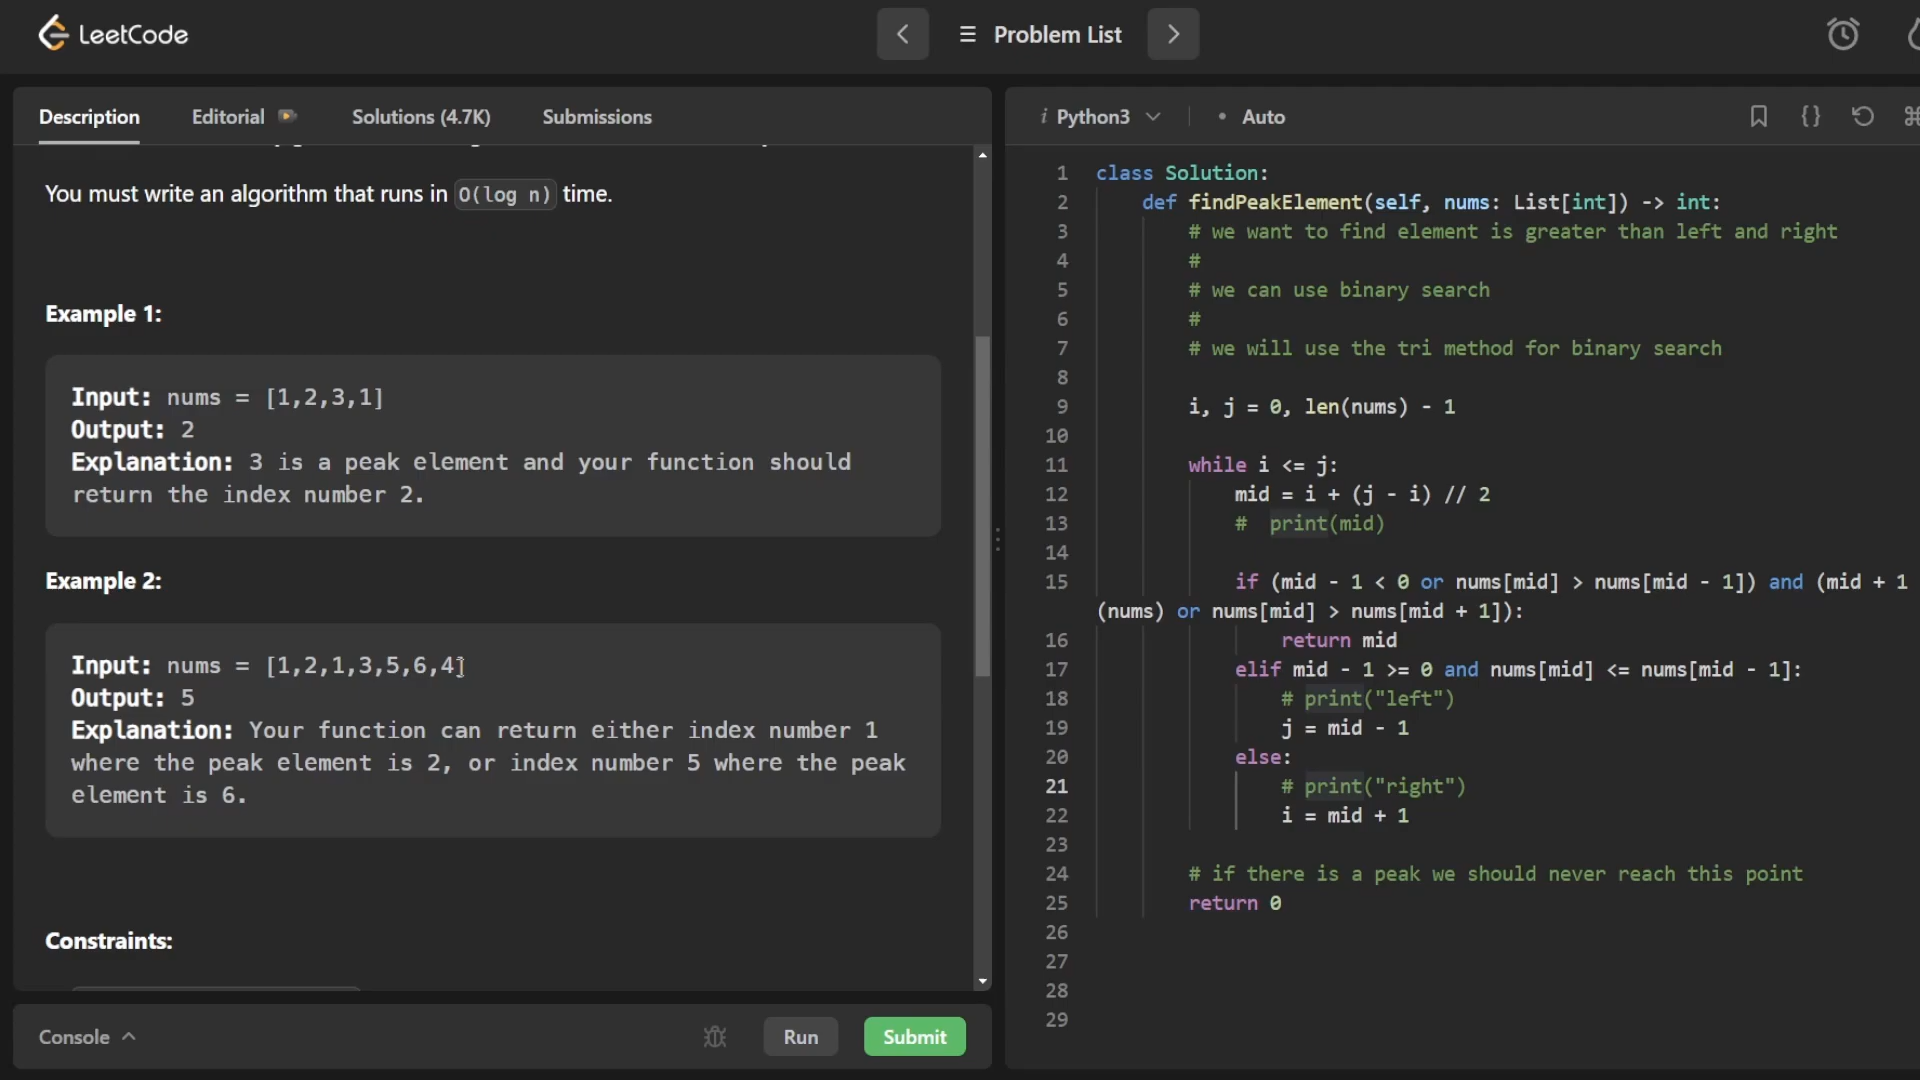 LeetCode
Problem List
Description
Editorial
Solutions (4.7K)
Submissions
You must write an algorithm that runs in O(log n) time.
Example 1:
Input: nums = [1,2,3,1]
Output: 2
Explanation: 3 is a peak element and your function should
return the index number 2.
Example 2:
Input: nums = [1,2,1,3,5,6,4]
Output: 5
Explanation: Your function can return either index number 1
where the peak element is 2, or index number 5 where the peak
element is 6.
Constraints:
Console
Run
Submit
i Python3
• Auto
1 class Solution:
2 def findPeakElement(self, nums: List[int]) -> int:
3 # we want to find element is greater than left and right
4 #
5 # we can use binary search
6 #
7 # we will use the tri method for binary search
8
9 i, j = 0, len(nums) - 1
10
11 while i <= j:
12 mid = i + (j - i) // 2
13 #  print(mid)
14
15 if (mid - 1 < 0 or nums[mid] > nums[mid - 1]) and (mid + 1
(nums) or nums[mid] > nums[mid + 1]):
16 return mid
17 elif mid - 1 >= 0 and nums[mid] <= nums[mid - 1]:
18 # print("left")
19 j = mid - 1
20 else:
21 # print("right")
22 i = mid + 1
23
24 # if there is a peak we should never reach this point
25 return 0
26
27
28
29